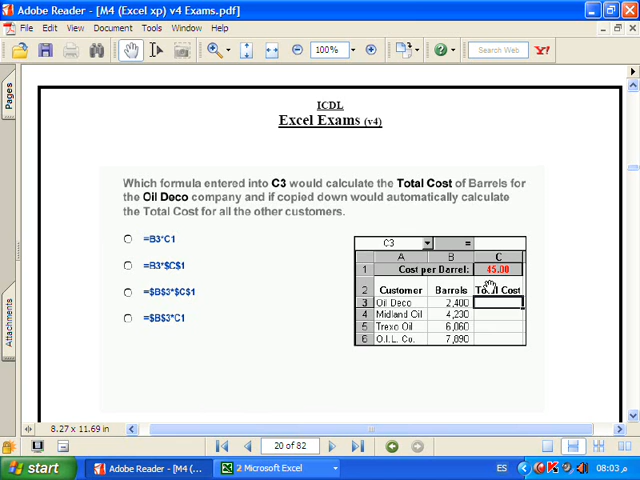 Adobe Reader - [M4 (Excel xp) v4 Exams.pdf]
File Edit View Document Tools Window Help
100% Search Web Y!
Pages
Attachments
ICDL
Excel Exams (v4)
Which formula entered into C3 would calculate the Total Cost of Barrels for
the Oil Deco company and if copied down would automatically calculate
the Total Cost for all the other customers.
=B3*C1
=B3*$C$1
=$B$3*$C$1
=$B$3*C1
C3 =
A B C
1 Cost per Barrel: 45.00
2 Customer Barrels Total Cost
3 Oil Deco 2,400
4 Midland Oil 4,230
5 Trexo Oil 6,060
6 O.I.L. Co. 7,090
8.27 x 11.69 in
20 of 82
start Adobe Reader - [M4 (... 2 Microsoft Excel ES 08:03 م